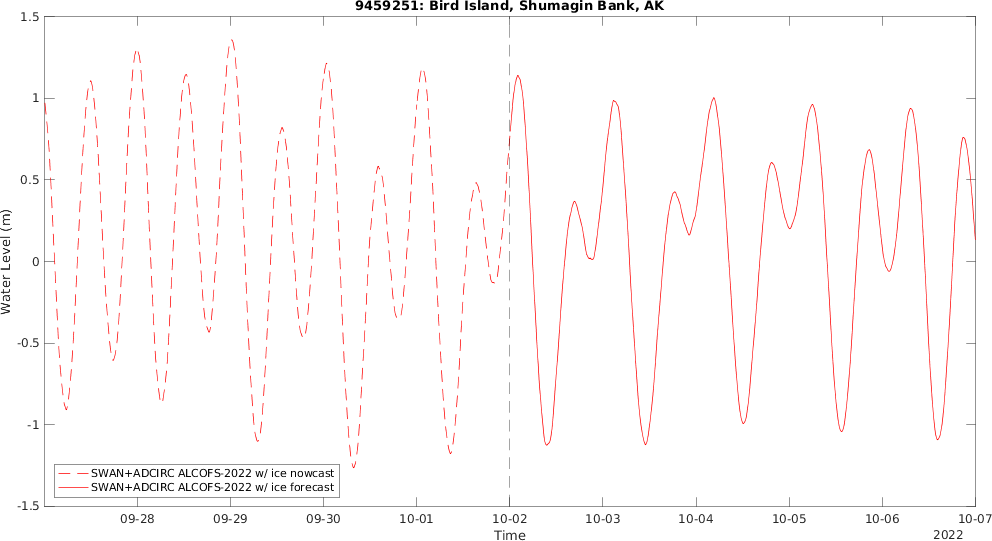 9459251: Bird Island, Shumagin Bank, AK
1.5
1
0.5
0
-0.5
-1
-1.5
Water Level (m)
SWAN+ADCIRC ALCOFS-2022 w/ ice nowcast
SWAN+ADCIRC ALCOFS-2022 w/ ice forecast
09-28 09-29 09-30 10-01 10-02 10-03 10-04 10-05 10-06 10-07
Time
2022